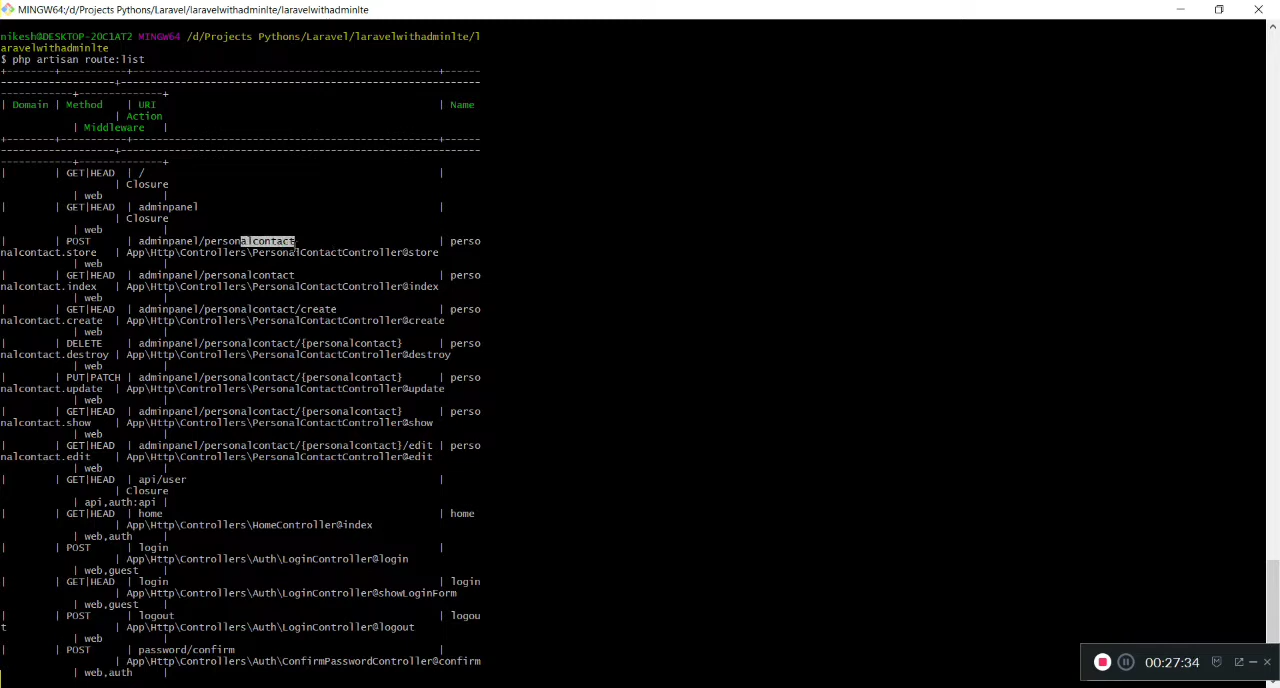 MINGW64:/d/Projects Pythons/Laravel/laravelwithadminlte/laravelwithadminlte
nikesh@DESKTOP-20C1AT2 MINGW64 /d/Projects Pythons/Laravel/laravelwithadminlte/l
aravelwithadminlte
$ php artisan route:list
+--------+-----------+----------------------------------------------------+------
-------------------+------------------------------------------------------------
------------+--------------+
| Domain | Method    | URI                                                | Name
                   | Action
            | Middleware   |
+--------+-----------+----------------------------------------------------+------
-------------------+------------------------------------------------------------
------------+--------------+
|        | GET|HEAD  | /                                                  |
                   | Closure
            | web          |
|        | GET|HEAD  | adminpanel                                         |
                   | Closure
            | web          |
|        | POST      | adminpanel/personalcontact                         | perso
nalcontact.store   | App\Http\Controllers\PersonalContactController@store
            | web          |
|        | GET|HEAD  | adminpanel/personalcontact                         | perso
nalcontact.index   | App\Http\Controllers\PersonalContactController@index
            | web          |
|        | GET|HEAD  | adminpanel/personalcontact/create                  | perso
nalcontact.create  | App\Http\Controllers\PersonalContactController@create
            | web          |
|        | DELETE    | adminpanel/personalcontact/{personalcontact}       | perso
nalcontact.destroy | App\Http\Controllers\PersonalContactController@destroy
            | web          |
|        | PUT|PATCH | adminpanel/personalcontact/{personalcontact}       | perso
nalcontact.update  | App\Http\Controllers\PersonalContactController@update
            | web          |
|        | GET|HEAD  | adminpanel/personalcontact/{personalcontact}       | perso
nalcontact.show    | App\Http\Controllers\PersonalContactController@show
            | web          |
|        | GET|HEAD  | adminpanel/personalcontact/{personalcontact}/edit | perso
nalcontact.edit    | App\Http\Controllers\PersonalContactController@edit
            | web          |
|        | GET|HEAD  | api/user                                           |
                   | Closure
            | api,auth:api |
|        | GET|HEAD  | home                                               | home
                   | App\Http\Controllers\HomeController@index
            | web,auth     |
|        | POST      | login                                              |
                   | App\Http\Controllers\Auth\LoginController@login
            | web,guest    |
|        | GET|HEAD  | login                                              | login
                   | App\Http\Controllers\Auth\LoginController@showLoginForm
            | web,guest    |
|        | POST      | logout                                             | logou
t                  | App\Http\Controllers\Auth\LoginController@logout
            | web          |
|        | POST      | password/confirm                                   |
                   | App\Http\Controllers\Auth\ConfirmPasswordController@confirm
            | web,auth     |
00:27:34